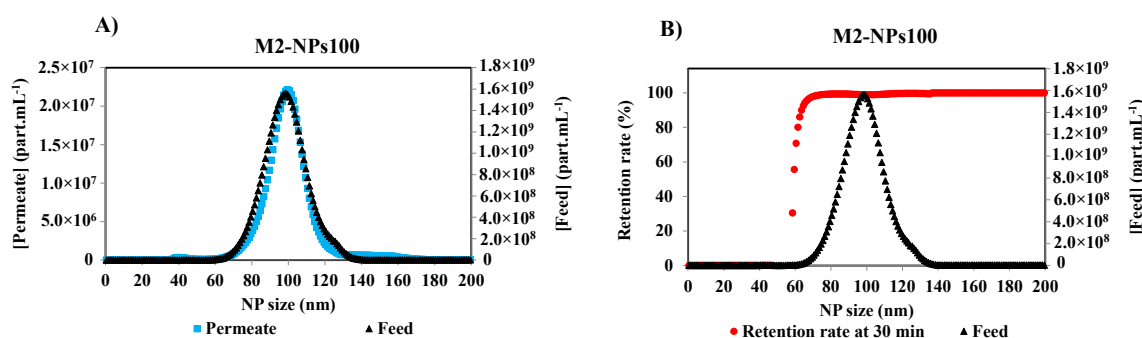 A)
M2-NPs100
[Permeate] (part.mL⁻¹)
2.5×10⁷
2.0×10⁷
1.5×10⁷
1.0×10⁷
5.0×10⁶
0
1.8×10⁹
1.6×10⁹
1.4×10⁹
1.2×10⁹
1.0×10⁹
8.0×10⁸
6.0×10⁸
4.0×10⁸
2.0×10⁸
0
[Feed] (part.mL⁻¹)
0 20 40 60 80 100 120 140 160 180 200
NP size (nm)
Permeate Feed
B)
M2-NPs100
Retention rate (%)
100
80
60
40
20
0
1.8×10⁹
1.6×10⁹
1.4×10⁹
1.2×10⁹
1.0×10⁹
8.0×10⁸
6.0×10⁸
4.0×10⁸
2.0×10⁸
0
[Feed] (part.mL⁻¹)
0 20 40 60 80 100 120 140 160 180 200
NP size (nm)
Retention rate at 30 min Feed